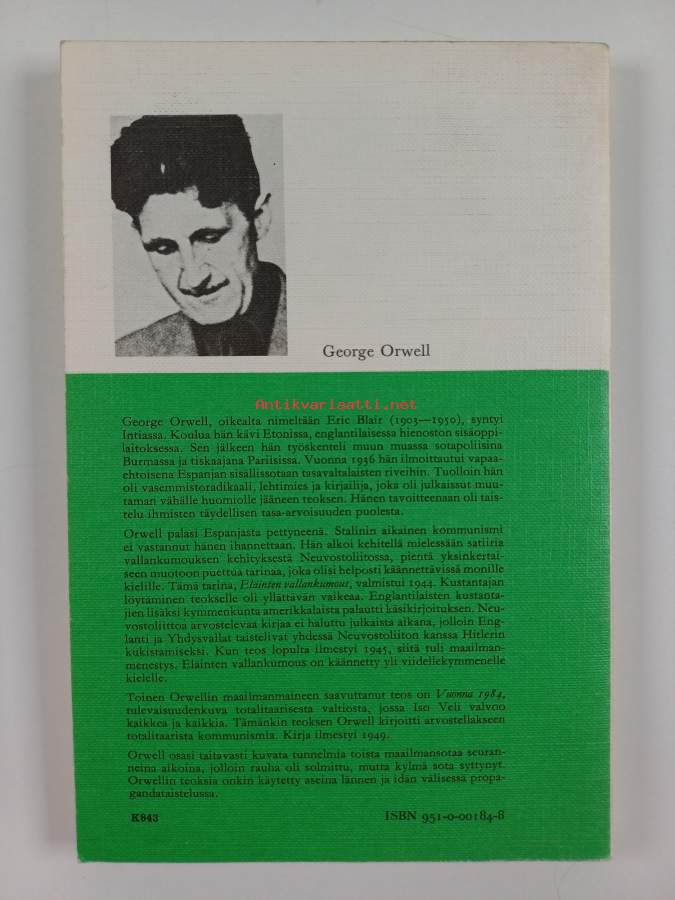 George Orwell
Antikvariaatti.net
George Orwell, oikealta nimeltään Eric Blair (1903—1950), syntyi
Intiassa. Koulua hän kävi Etonissa, englantilaisessa hienoston sisäoppi-
laitoksessa. Sen jälkeen hän työskenteli muun muassa sotapoliisina
Burmassa ja tiskaajana Pariisissa. Vuonna 1936 hän ilmoittautui vapaa-
ehtoisena Espanjan sisällissotaan tasavaltalaisten riveihin. Tuolloin hän
oli vasemmistoradikaali, lehtimies ja kirjailija, joka oli julkaissut muu-
taman vähälle huomiolle jääneen teoksen. Hänen tavoitteenaan oli tais-
telu ihmisten täydellisen tasa-arvoisuuden puolesta.
Orwell palasi Espanjasta pettyneenä. Stalinin aikainen kommunismi
ei vastannut hänen ihannettaan. Hän alkoi kehitellä mielessään satiiria
vallankumouksen kehityksestä Neuvostoliitossa, pientä yksinkertai-
seen muotoon puettua tarinaa, joka olisi helposti käännettävissä monille
kielille. Tämä tarina, Eläinten vallankumous, valmistui 1944. Kustantajan
löytäminen teokselle oli yllättävän vaikeaa. Englantilaisten kustanta-
jien lisäksi kymmenkunta amerikkalaista palautti käsikirjoituksen. Neu-
vostoliittoa arvostelevaa kirjaa ei haluttu julkaista aikana, jolloin Eng-
lanti ja Yhdysvallat taistelivat yhdessä Neuvostoliiton kanssa Hitlerin
kukistamiseksi. Kun teos lopulta ilmestyi 1945, siitä tuli maailman-
menestys. Eläinten vallankumous on käännetty yli viidellekymmenelle
kielelle.
Toinen Orwellin maailmanmaineen saavuttanut teos on Vuonna 1984,
tulevaisuudenkuva totalitaarisesta valtiosta, jossa Iso Veli valvoo
kaikkea ja kaikkia. Tämänkin teoksen Orwell kirjoitti arvostellakseen
totalitaarista kommunismia. Kirja ilmestyi 1949.
Orwell osasi taitavasti kuvata tunnelmia toista maailmansotaa seuran-
neina aikoina, jolloin rauha oli solmittu, mutta kylmä sota syttynyt.
Orwellin teoksia onkin käytetty aseina lännen ja idän välisessä propa-
gandataistelussa.
K843
ISBN 951-0-00184-8